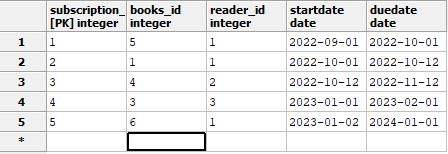 subscription_ books_id reader_id startdate duedate
[PK] integer integer integer date date
1 1 5 1 2022-09-01 2022-10-01
2 2 1 1 2022-10-01 2022-10-12
3 3 4 2 2022-10-12 2022-11-12
4 4 3 3 2023-01-01 2023-02-01
5 5 6 1 2023-01-02 2024-01-01
*